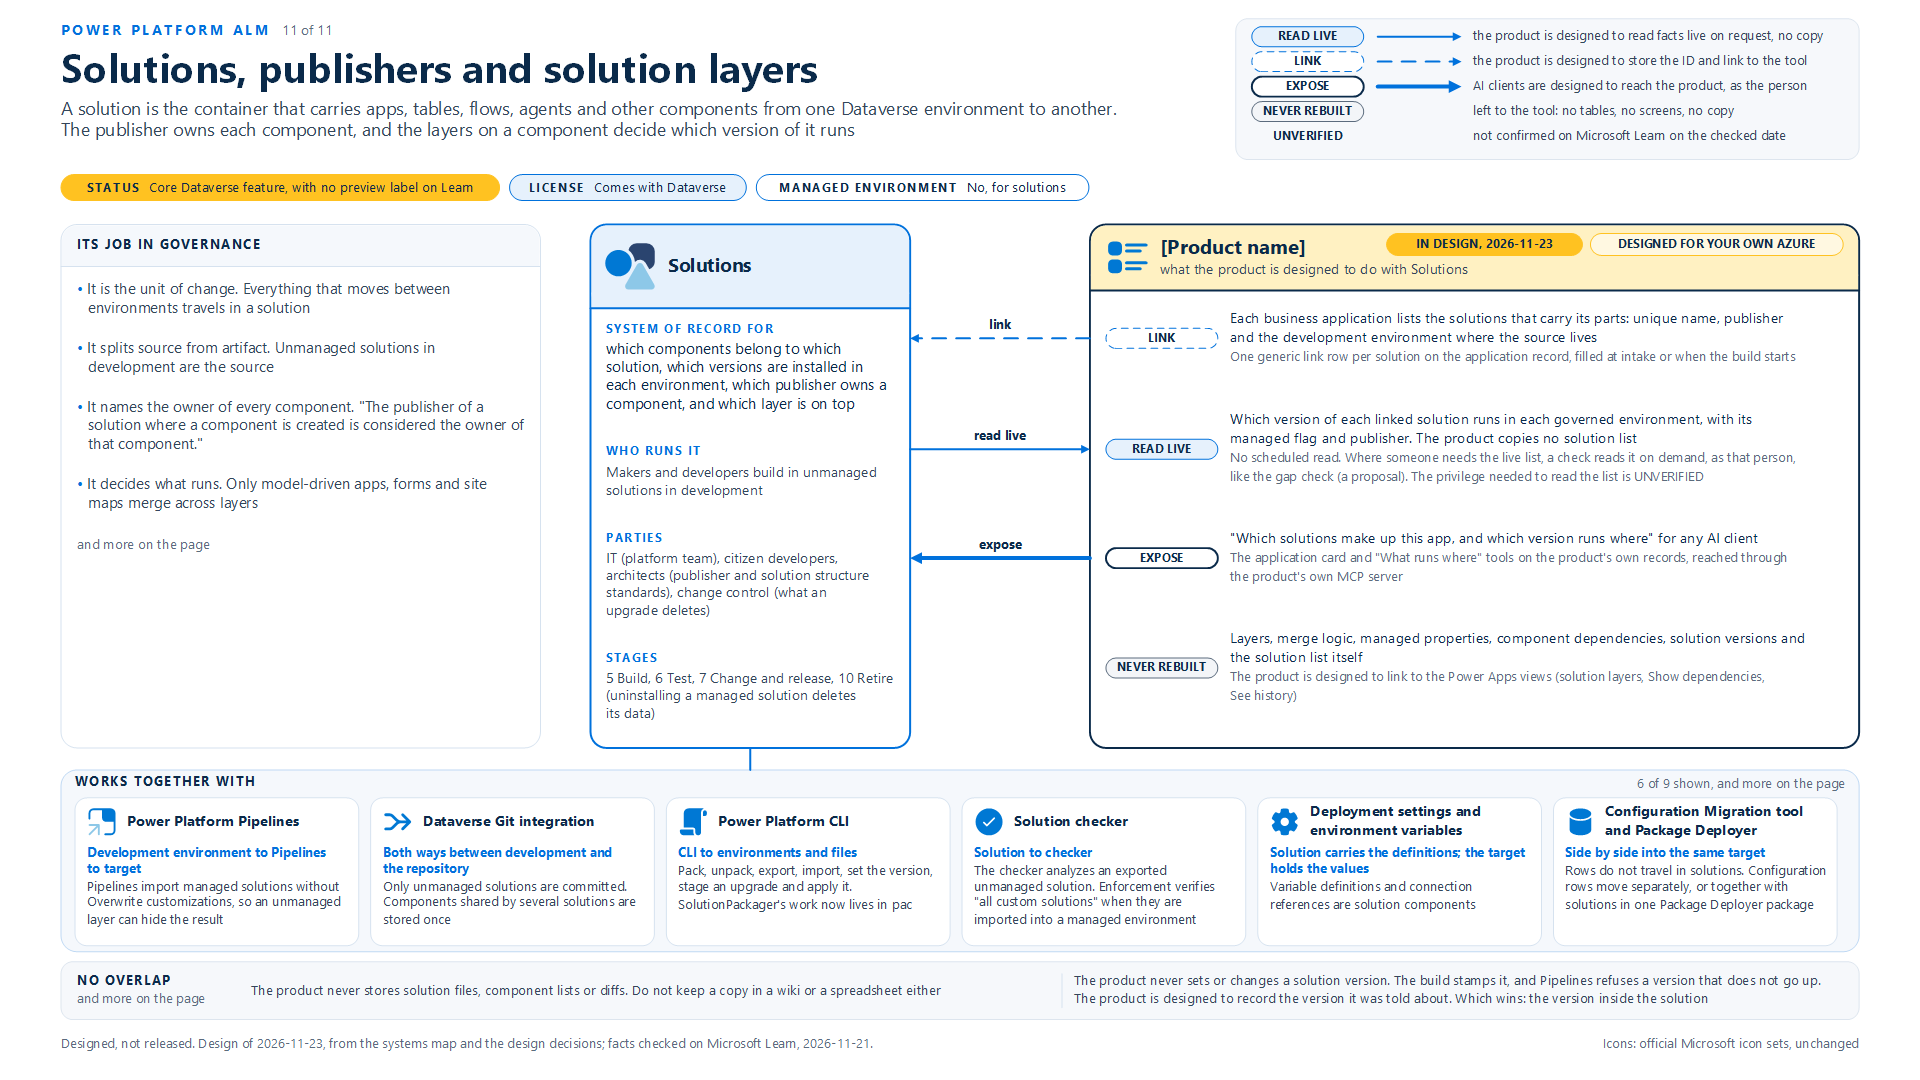 POWER PLATFORM ALM 11 of 11
Solutions, publishers and solution layers
A solution is the container that carries apps, tables, flows, agents and other components from one Dataverse environment to another.
The publisher owns each component, and the layers on a component decide which version of it runs
READ LIVE the product is designed to read facts live on request, no copy
LINK the product is designed to store the ID and link to the tool
EXPOSE AI clients are designed to reach the product, as the person
NEVER REBUILT left to the tool: no tables, no screens, no copy
UNVERIFIED not confirmed on Microsoft Learn on the checked date
STATUS Core Dataverse feature, with no preview label on Learn
LICENSE Comes with Dataverse
MANAGED ENVIRONMENT No, for solutions
ITS JOB IN GOVERNANCE
• It is the unit of change. Everything that moves between
environments travels in a solution
• It splits source from artifact. Unmanaged solutions in
development are the source
• It names the owner of every component. "The publisher of a
solution where a component is created is considered the owner of
that component."
• It decides what runs. Only model-driven apps, forms and site
maps merge across layers
and more on the page
Solutions
SYSTEM OF RECORD FOR
which components belong to which
solution, which versions are installed in
each environment, which publisher owns a
component, and which layer is on top
WHO RUNS IT
Makers and developers build in unmanaged
solutions in development
PARTIES
IT (platform team), citizen developers,
architects (publisher and solution structure
standards), change control (what an
upgrade deletes)
STAGES
5 Build, 6 Test, 7 Change and release, 10 Retire
(uninstalling a managed solution deletes
its data)
link
read live
expose
[Product name]
IN DESIGN, 2026-11-23
DESIGNED FOR YOUR OWN AZURE
what the product is designed to do with Solutions
LINK
Each business application lists the solutions that carry its parts: unique name, publisher
and the development environment where the source lives
One generic link row per solution on the application record, filled at intake or when the build starts
READ LIVE
Which version of each linked solution runs in each governed environment, with its
managed flag and publisher. The product copies no solution list
No scheduled read. Where someone needs the live list, a check reads it on demand, as that person,
like the gap check (a proposal). The privilege needed to read the list is UNVERIFIED
EXPOSE
"Which solutions make up this app, and which version runs where" for any AI client
The application card and "What runs where" tools on the product's own records, reached through
the product's own MCP server
NEVER REBUILT
Layers, merge logic, managed properties, component dependencies, solution versions and
the solution list itself
The product is designed to link to the Power Apps views (solution layers, Show dependencies,
See history)
WORKS TOGETHER WITH
6 of 9 shown, and more on the page
Power Platform Pipelines
Development environment to Pipelines
to target
Pipelines import managed solutions without
Overwrite customizations, so an unmanaged
layer can hide the result
Dataverse Git integration
Both ways between development and
the repository
Only unmanaged solutions are committed.
Components shared by several solutions are
stored once
Power Platform CLI
CLI to environments and files
Pack, unpack, export, import, set the version,
stage an upgrade and apply it.
SolutionPackager's work now lives in pac
Solution checker
Solution to checker
The checker analyzes an exported
unmanaged solution. Enforcement verifies
"all custom solutions" when they are
imported into a managed environment
Deployment settings and
environment variables
Solution carries the definitions; the target
holds the values
Variable definitions and connection
references are solution components
Configuration Migration tool
and Package Deployer
Side by side into the same target
Rows do not travel in solutions. Configuration
rows move separately, or together with
solutions in one Package Deployer package
NO OVERLAP
and more on the page
The product never stores solution files, component lists or diffs. Do not keep a copy in a wiki or a spreadsheet either
The product never sets or changes a solution version. The build stamps it, and Pipelines refuses a version that does not go up.
The product is designed to record the version it was told about. Which wins: the version inside the solution
Designed, not released. Design of 2026-11-23, from the systems map and the design decisions; facts checked on Microsoft Learn, 2026-11-21.
Icons: official Microsoft icon sets, unchanged